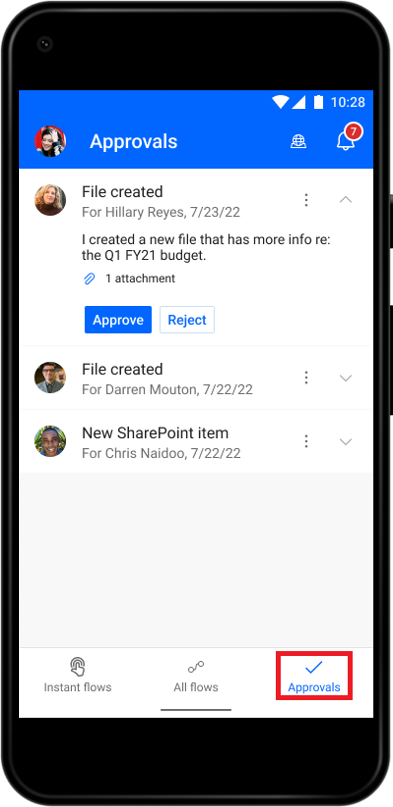 10:28
Approvals
7
File created
For Hillary Reyes, 7/23/22
I created a new file that has more info re:
the Q1 FY21 budget.
1 attachment
Approve Reject
File created
For Darren Mouton, 7/22/22
New SharePoint item
For Chris Naidoo, 7/22/22
Instant flows All flows Approvals